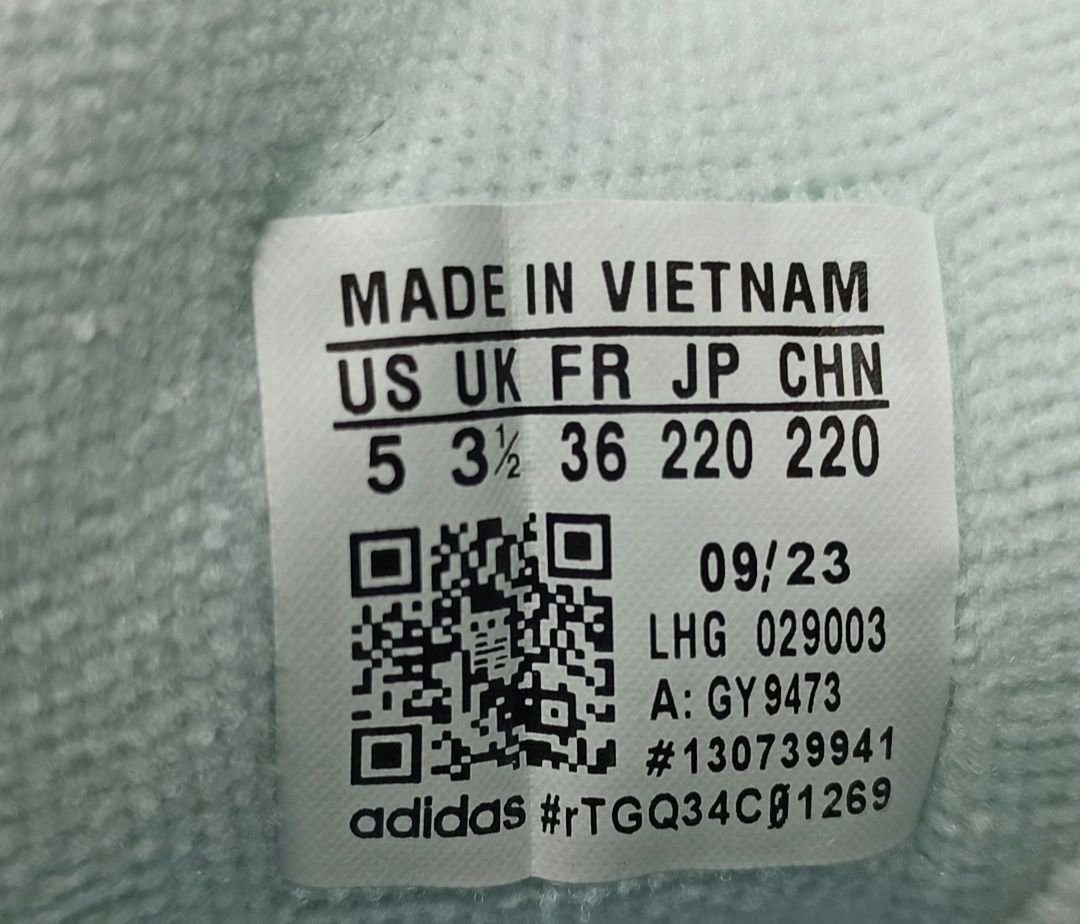 MADE IN VIETNAM
US UK FR JP CHN
5 3½ 36 220 220
09/23
LHG 029003
A: GY9473
#130739941
adidas #rTGQ34C01269